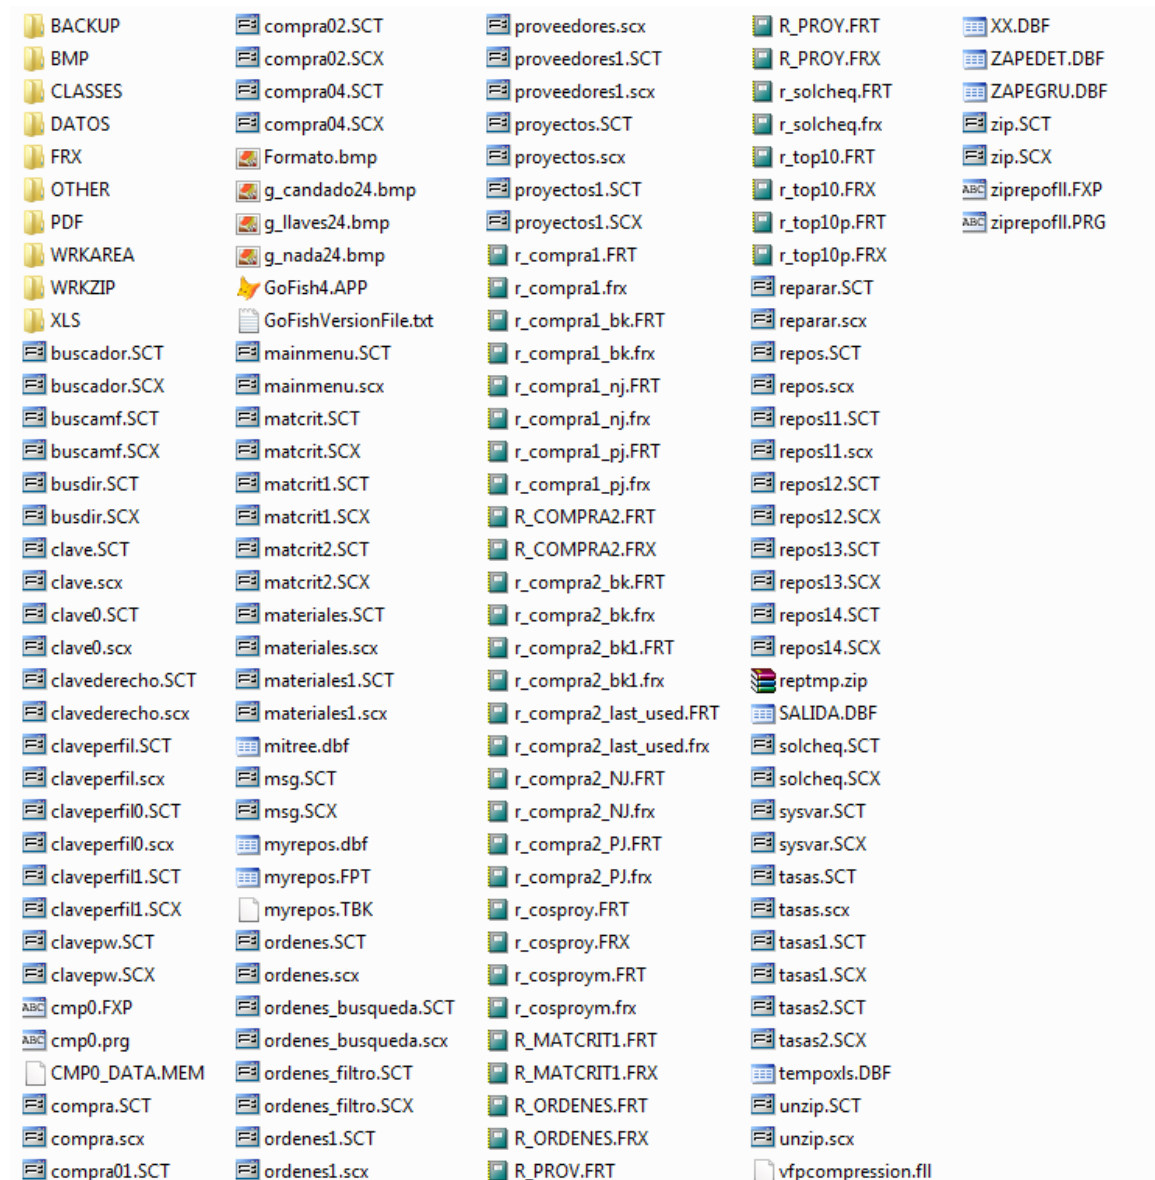 BACKUP
BMP
CLASSES
DATOS
FRX
OTHER
PDF
WRKAREA
WRKZIP
XLS
buscador.SCT
buscador.SCX
buscamf.SCT
buscamf.SCX
busdir.SCT
busdir.SCX
clave.SCT
clave.scx
clave0.SCT
clave0.scx
clavederecho.SCT
clavederecho.scx
claveperfil.SCT
claveperfil.scx
claveperfil0.SCT
claveperfil0.scx
claveperfil1.SCT
claveperfil1.SCX
clavepw.SCT
clavepw.SCX
cmp0.FXP
cmp0.prg
CMP0_DATA.MEM
compra.SCT
compra.scx
compra01.SCT
compra02.SCT
compra02.SCX
compra04.SCT
compra04.SCX
Formato.bmp
g_candado24.bmp
g_llaves24.bmp
g_nada24.bmp
GoFish4.APP
GoFishVersionFile.txt
mainmenu.SCT
mainmenu.scx
matcrit.SCT
matcrit.SCX
matcrit1.SCT
matcrit1.SCX
matcrit2.SCT
matcrit2.SCX
materiales.SCT
materiales.scx
materiales1.SCT
materiales1.scx
mitree.dbf
msg.SCT
msg.SCX
myrepos.dbf
myrepos.FPT
myrepos.TBK
ordenes.SCT
ordenes.scx
ordenes_busqueda.SCT
ordenes_busqueda.scx
ordenes_filtro.SCT
ordenes_filtro.SCX
ordenes1.SCT
ordenes1.scx
proveedores.scx
proveedores1.SCT
proveedores1.scx
proyectos.SCT
proyectos.scx
proyectos1.SCT
proyectos1.SCX
r_compra1.FRT
r_compra1.frx
r_compra1_bk.FRT
r_compra1_bk.frx
r_compra1_nj.FRT
r_compra1_nj.frx
r_compra1_pj.FRT
r_compra1_pj.frx
R_COMPRA2.FRT
R_COMPRA2.FRX
r_compra2_bk.FRT
r_compra2_bk.frx
r_compra2_bk1.FRT
r_compra2_bk1.frx
r_compra2_last_used.FRT
r_compra2_last_used.frx
r_compra2_NJ.FRT
r_compra2_NJ.frx
r_compra2_PJ.FRT
r_compra2_PJ.frx
r_cosproy.FRT
r_cosproy.FRX
r_cosproym.FRT
r_cosproym.frx
R_MATCRIT1.FRT
R_MATCRIT1.FRX
R_ORDENES.FRT
R_ORDENES.FRX
R_PROV.FRT
R_PROY.FRT
R_PROY.FRX
r_solcheq.FRT
r_solcheq.frx
r_top10.FRT
r_top10.FRX
r_top10p.FRT
r_top10p.FRX
reparar.SCT
reparar.scx
repos.SCT
repos.scx
repos11.SCT
repos11.scx
repos12.SCT
repos12.SCX
repos13.SCT
repos13.SCX
repos14.SCT
repos14.SCX
reptmp.zip
SALIDA.DBF
solcheq.SCT
solcheq.SCX
sysvar.SCT
sysvar.SCX
tasas.SCT
tasas.scx
tasas1.SCT
tasas1.SCX
tasas2.SCT
tasas2.SCX
tempoxls.DBF
unzip.SCT
unzip.scx
vfpcompression.fll
XX.DBF
ZAPEDET.DBF
ZAPEGRU.DBF
zip.SCT
zip.SCX
ziprepofll.FXP
ziprepofll.PRG